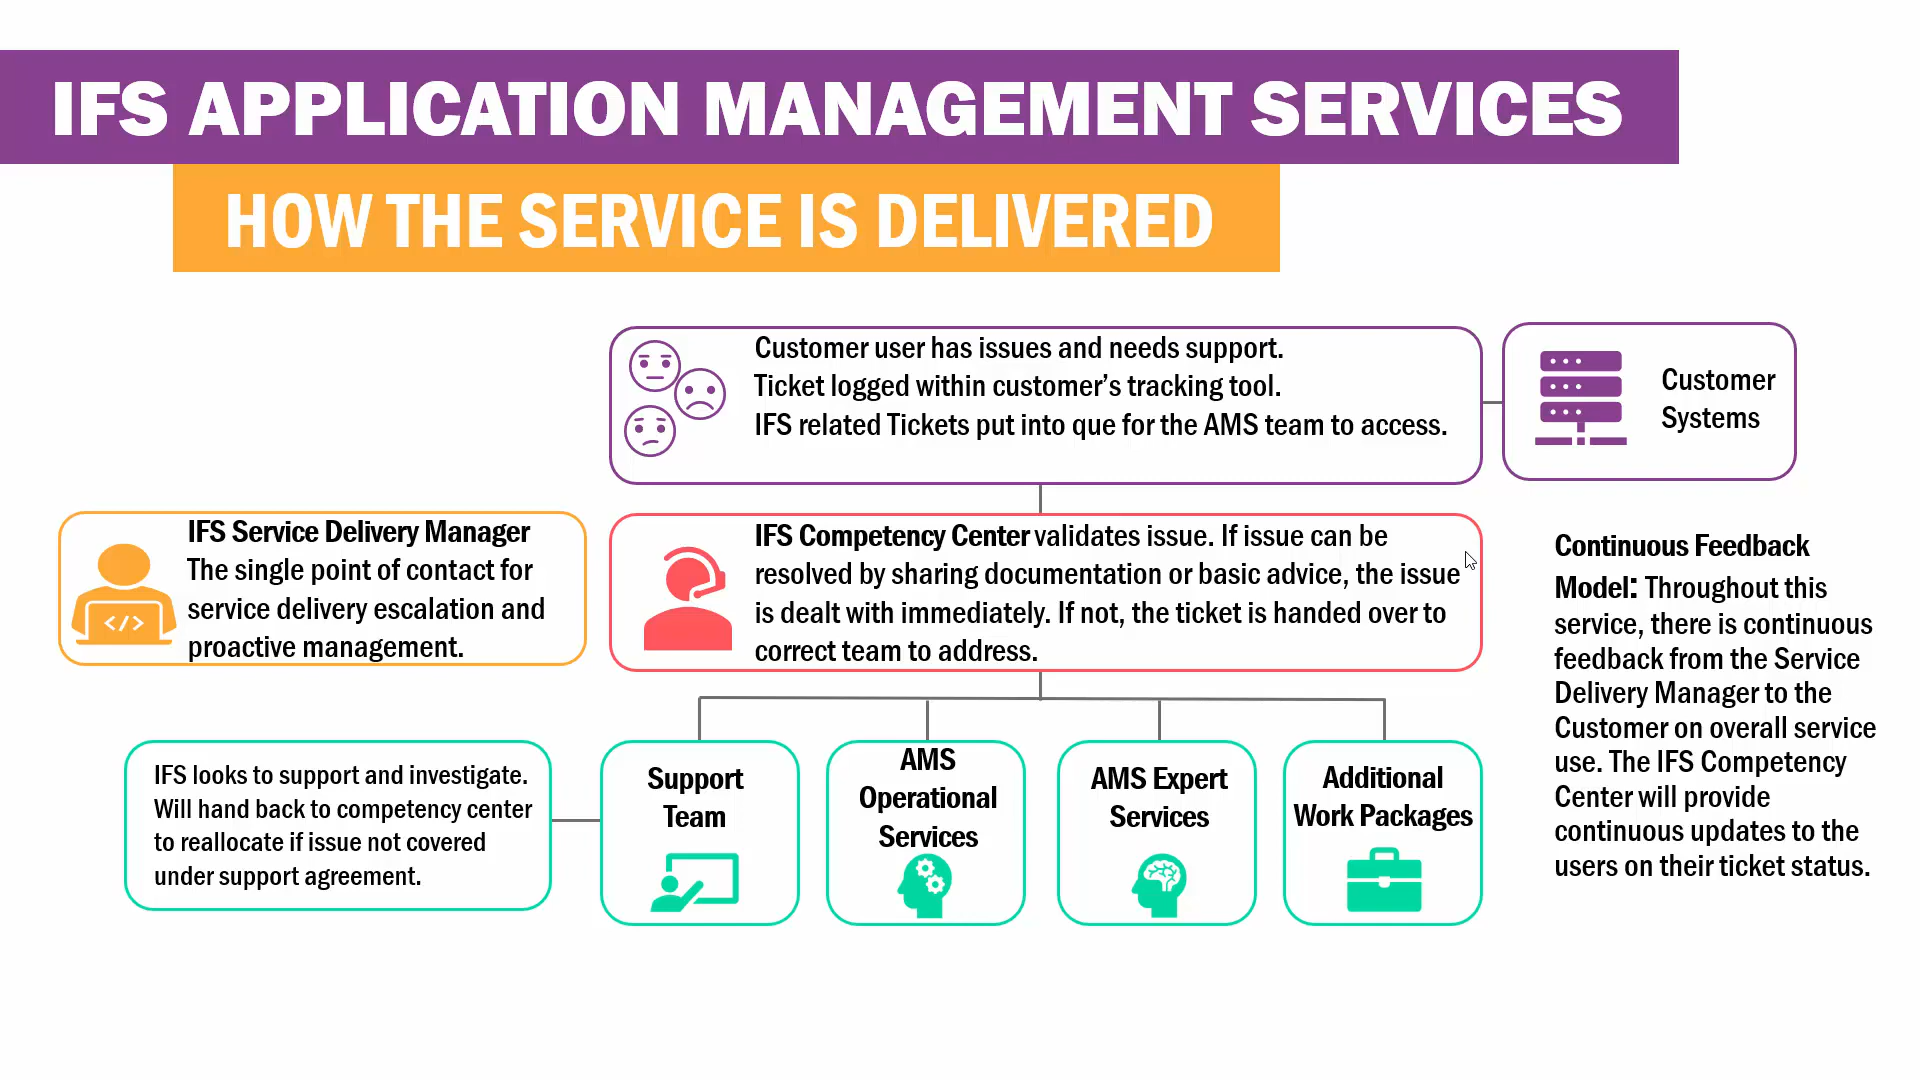 IFS APPLICATION MANAGEMENT SERVICES
HOW THE SERVICE IS DELIVERED
Customer user has issues and needs support.
Ticket logged within customer’s tracking tool.
IFS related Tickets put into que for the AMS team to access.
Customer
Systems
IFS Service Delivery Manager
The single point of contact for
service delivery escalation and
proactive management.
IFS Competency Center validates issue. If issue can be
resolved by sharing documentation or basic advice, the issue
is dealt with immediately. If not, the ticket is handed over to
correct team to address.
Continuous Feedback
Model: Throughout this
service, there is continuous
feedback from the Service
Delivery Manager to the
Customer on overall service
use. The IFS Competency
Center will provide
continuous updates to the
users on their ticket status.
IFS looks to support and investigate.
Will hand back to competency center
to reallocate if issue not covered
under support agreement.
Support
Team
AMS
Operational
Services
AMS Expert
Services
Additional
Work Packages